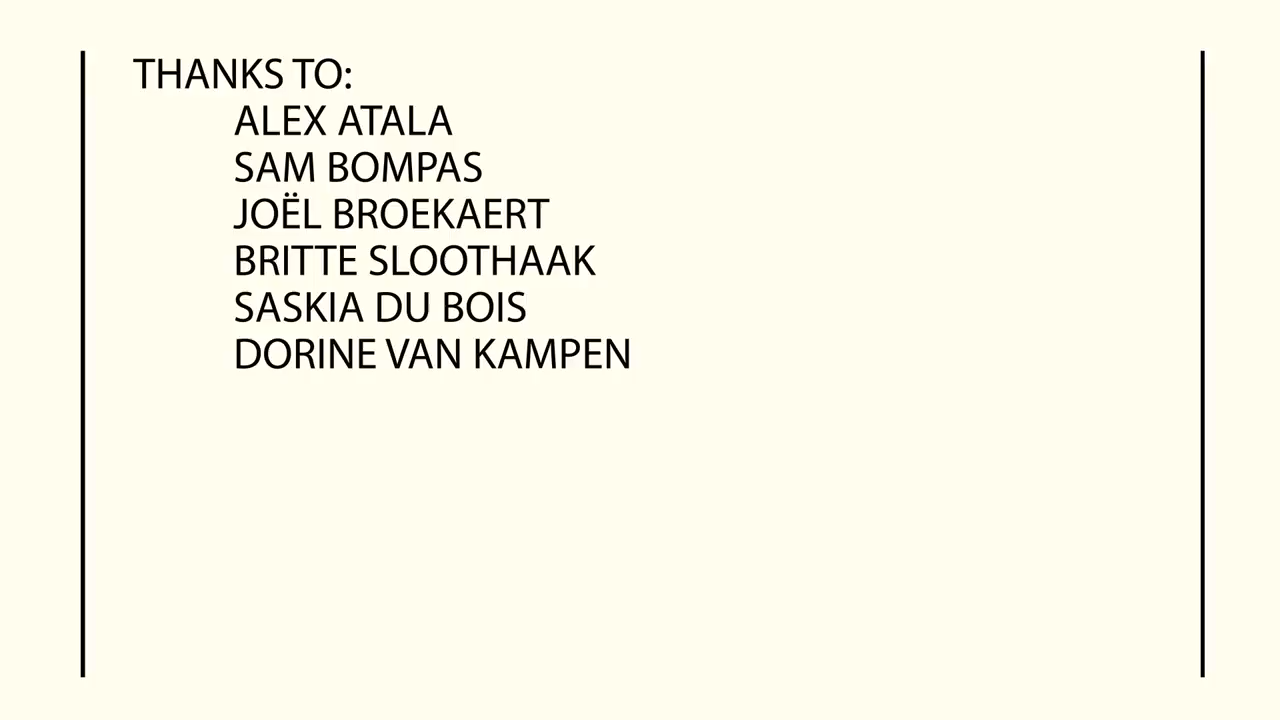 THANKS TO:
ALEX ATALA
SAM BOMPAS
JOËL BROEKAERT
BRITTE SLOOTHAAK
SASKIA DU BOIS
DORINE VAN KAMPEN